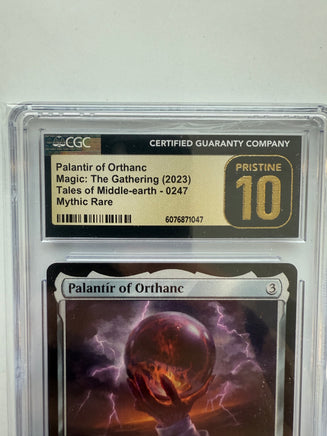 CGC
CERTIFIED GUARANTY COMPANY
Palantir of Orthanc
Magic: The Gathering (2023)
Tales of Middle-earth - 0247
Mythic Rare
6076871047
PRISTINE
10
Palantír of Orthanc 3